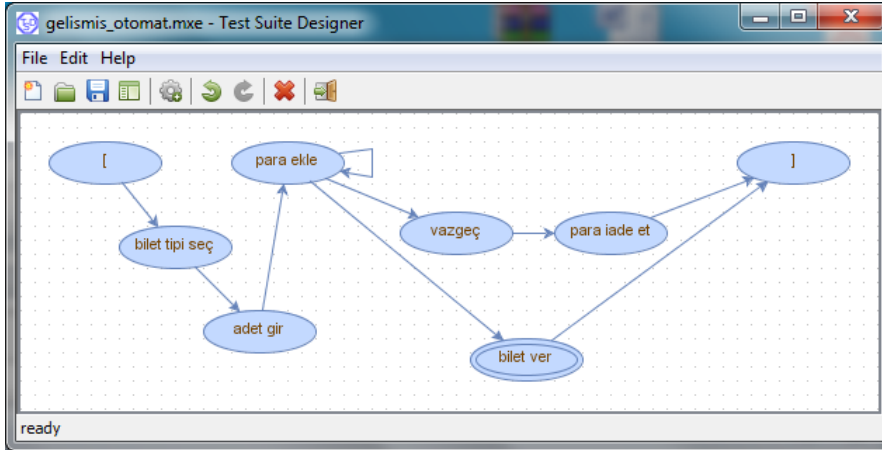 gelismis_otomat.mxe - Test Suite Designer
File Edit Help
[
para ekle
]
bilet tipi seç
vazgeç
para iade et
adet gir
bilet ver
ready